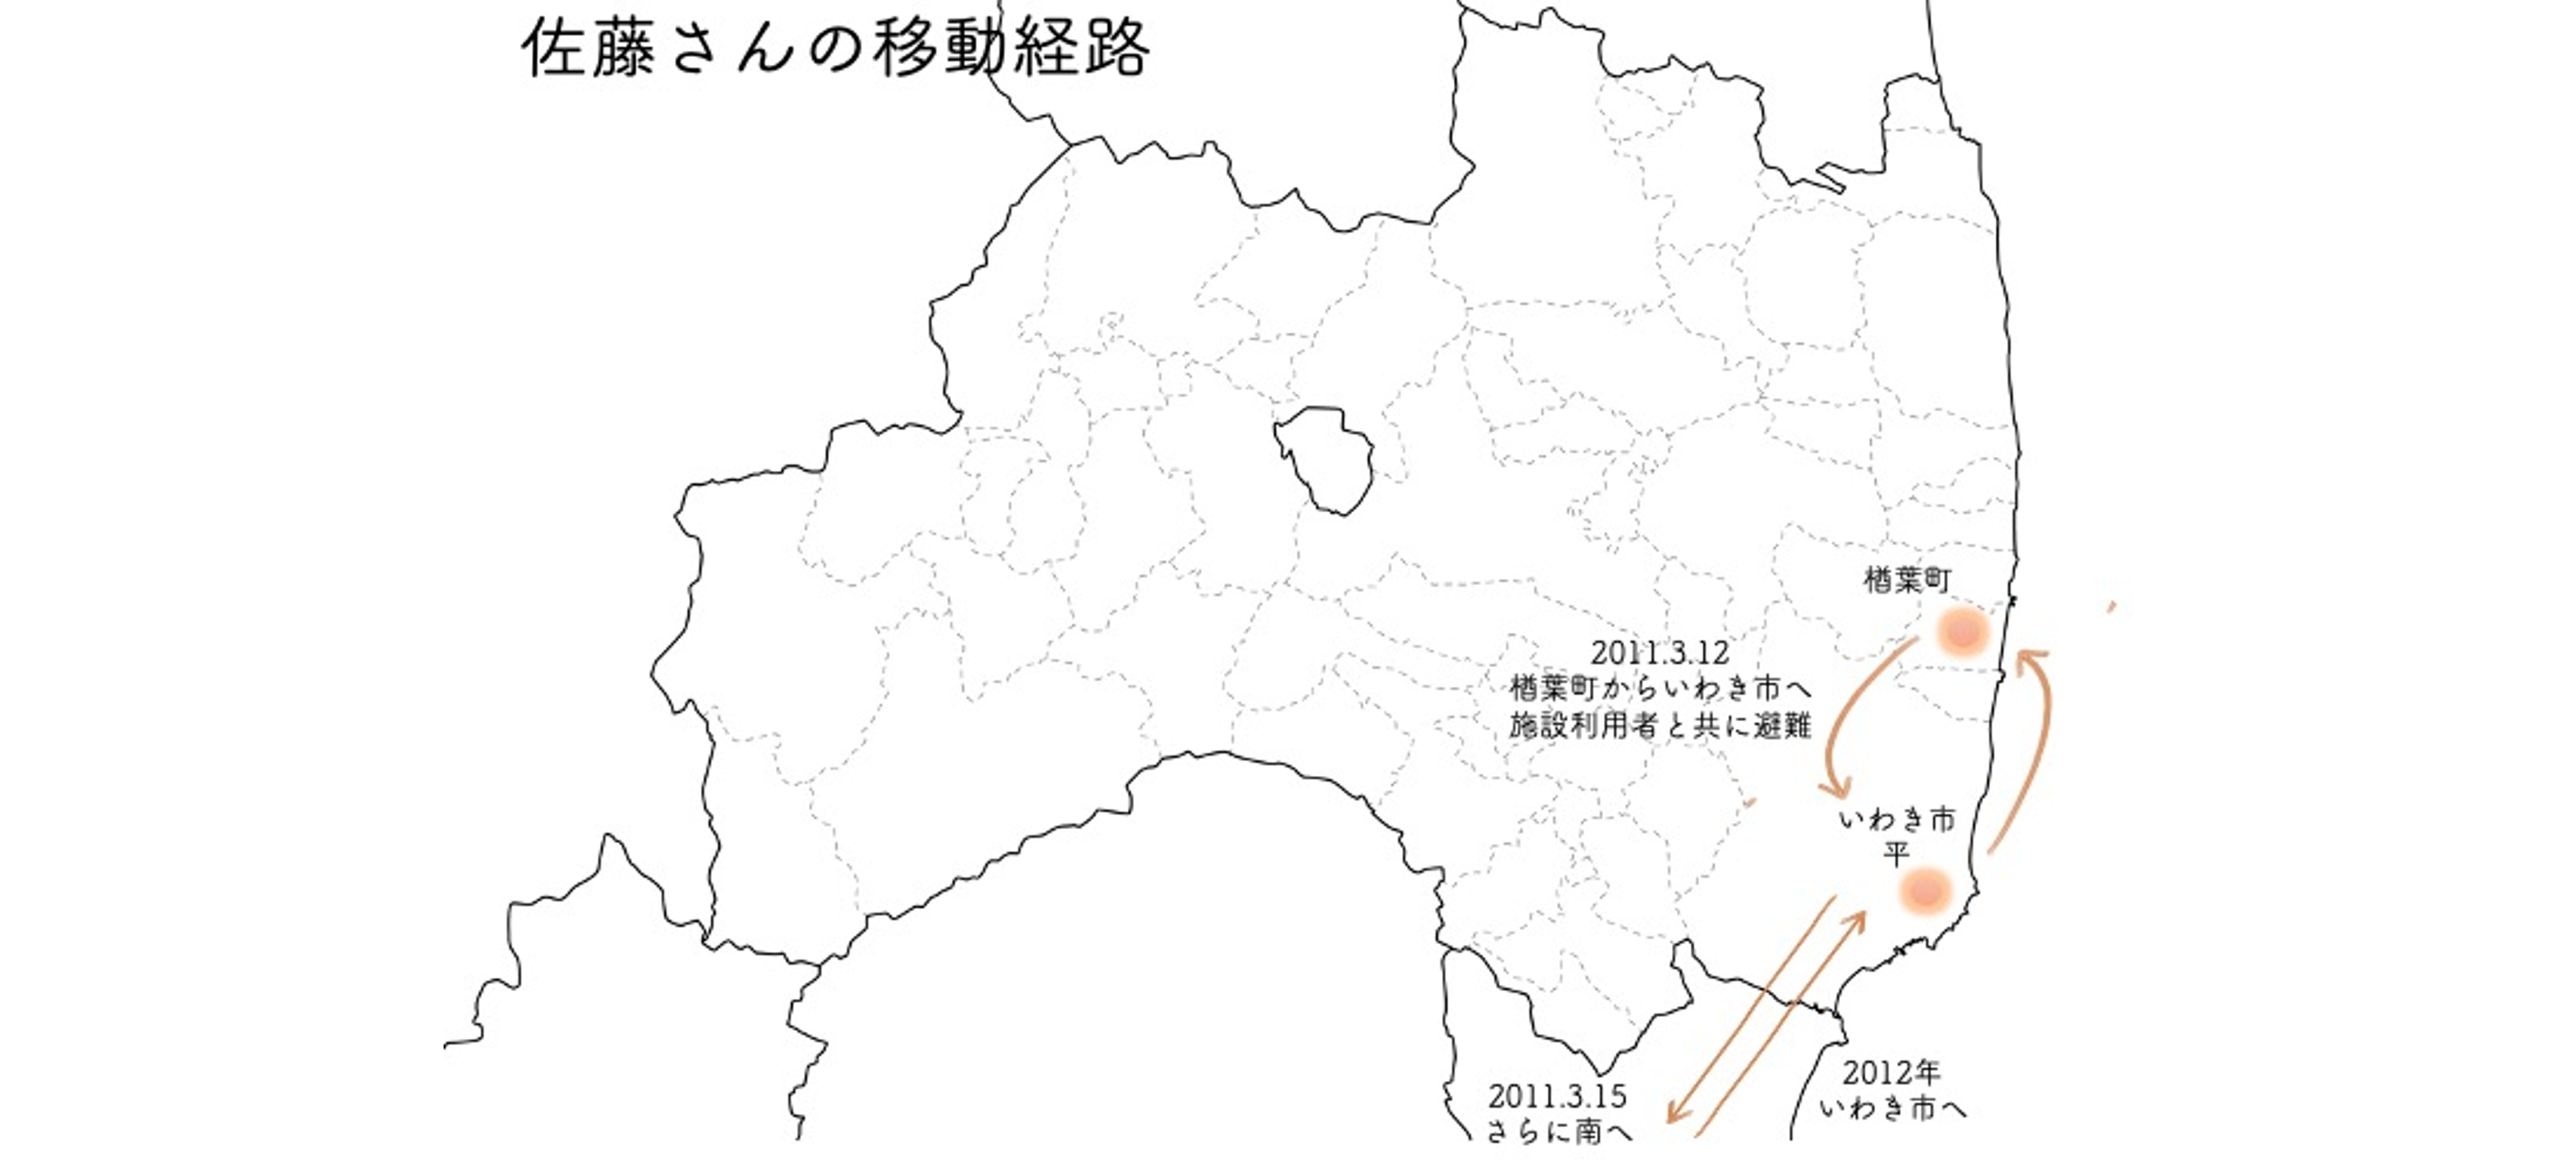 佐藤さんの移動経路
楢葉町
2011.3.12
楢葉町からいわき市へ
施設利用者と共に避難
いわき市
平
2011.3.15
さらに南へ
2012年
いわき市へ